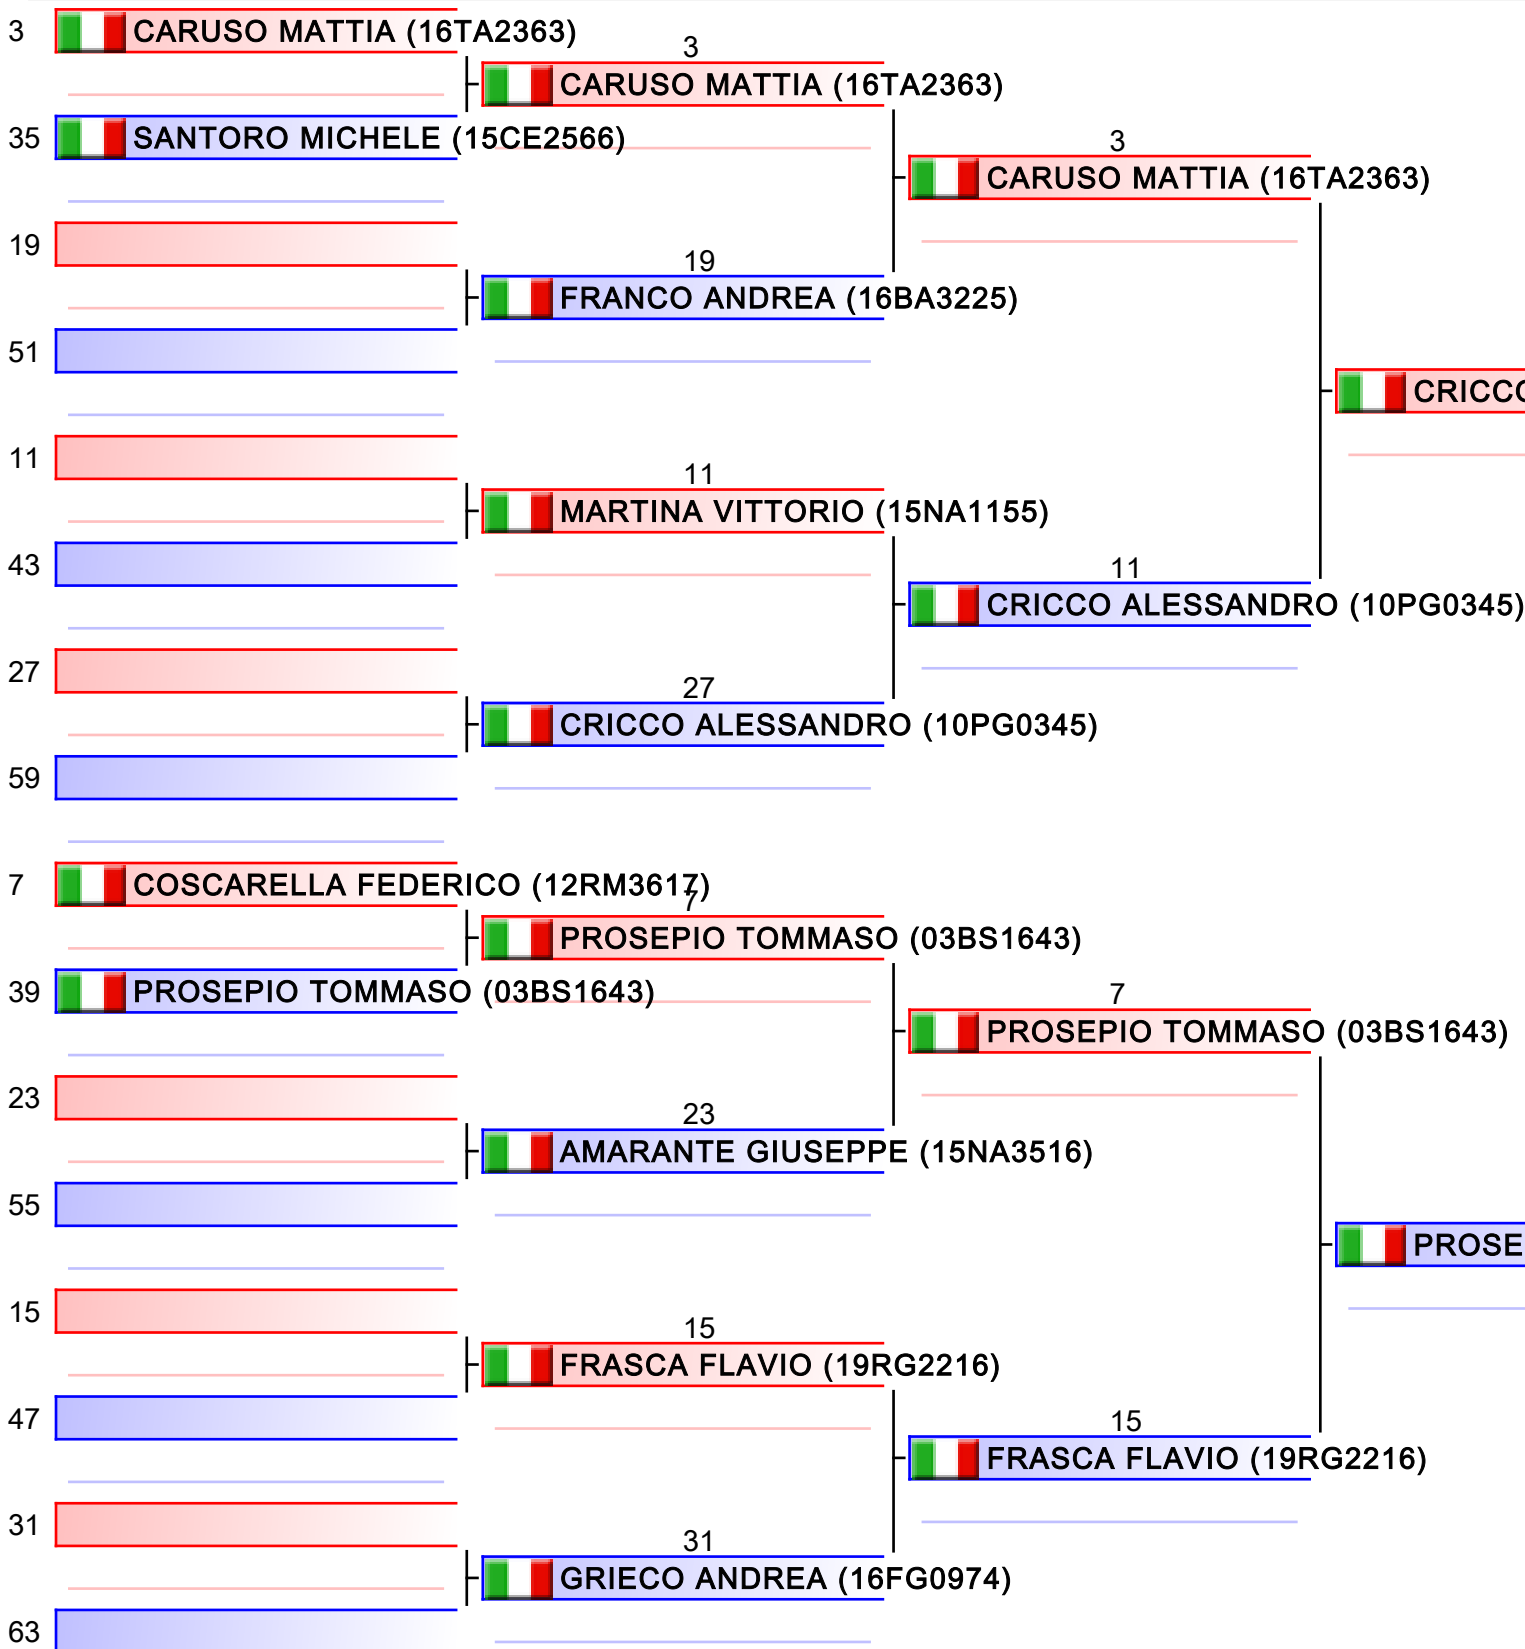 3 CARUSO MATTIA (16TA2363)
3
CARUSO MATTIA (16TA2363)
35 SANTORO MICHELE (15CE2566)
3
CARUSO MATTIA (16TA2363)
19
19
FRANCO ANDREA (16BA3225)
51
CRICCO
11
11
MARTINA VITTORIO (15NA1155)
43
11
CRICCO ALESSANDRO (10PG0345)
27
27
CRICCO ALESSANDRO (10PG0345)
59
7 COSCARELLA FEDERICO (12RM3617)
7
PROSEPIO TOMMASO (03BS1643)
39 PROSEPIO TOMMASO (03BS1643)
7
PROSEPIO TOMMASO (03BS1643)
23
23
AMARANTE GIUSEPPE (15NA3516)
55
PROSE
15
15
FRASCA FLAVIO (19RG2216)
47
15
FRASCA FLAVIO (19RG2216)
31
31
GRIECO ANDREA (16FG0974)
63